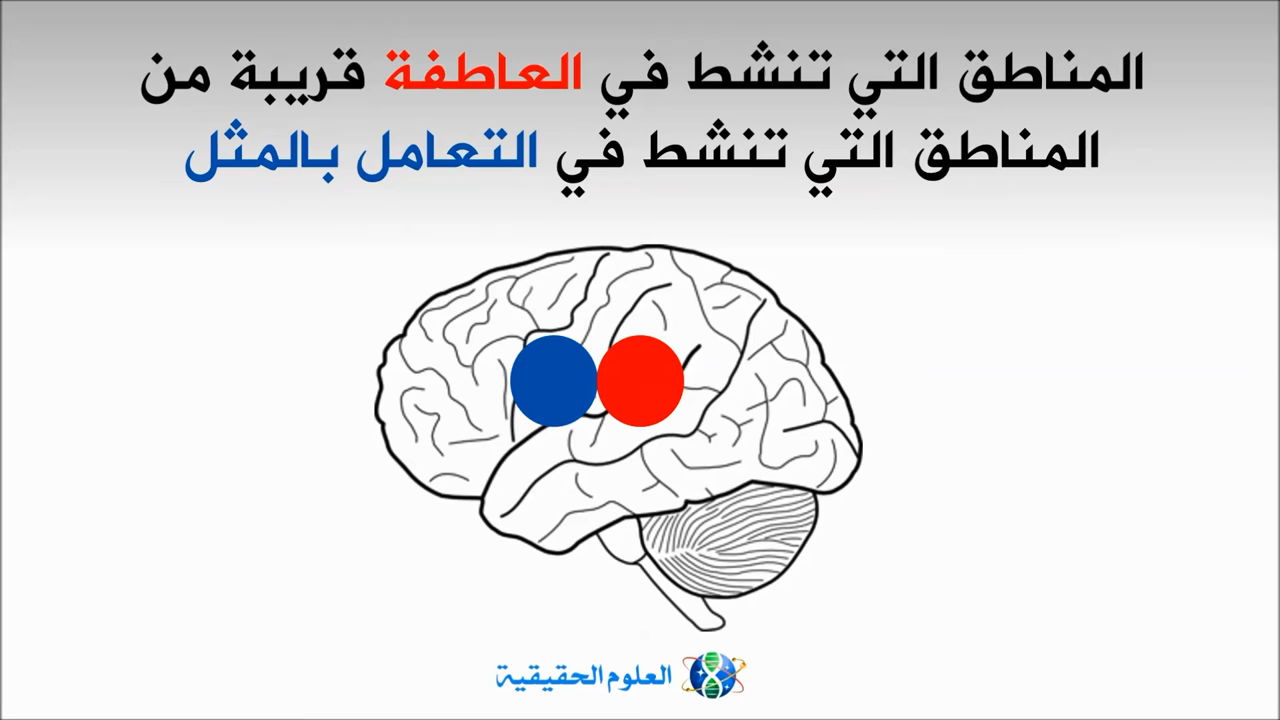 المناطق التي تنشط في العاطفة قريبة من
المناطق التي تنشط في التعامل بالمثل
العلوم الحقيقية